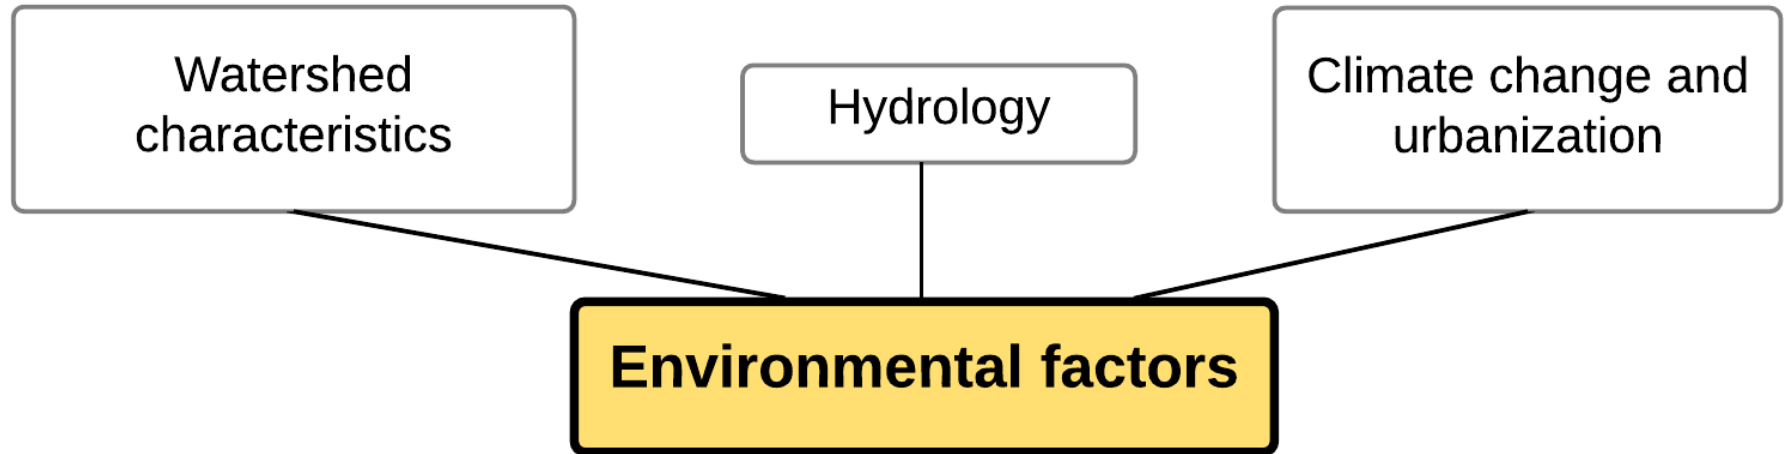 Watershed
characteristics
Hydrology
Climate change and
urbanization
Environmental factors